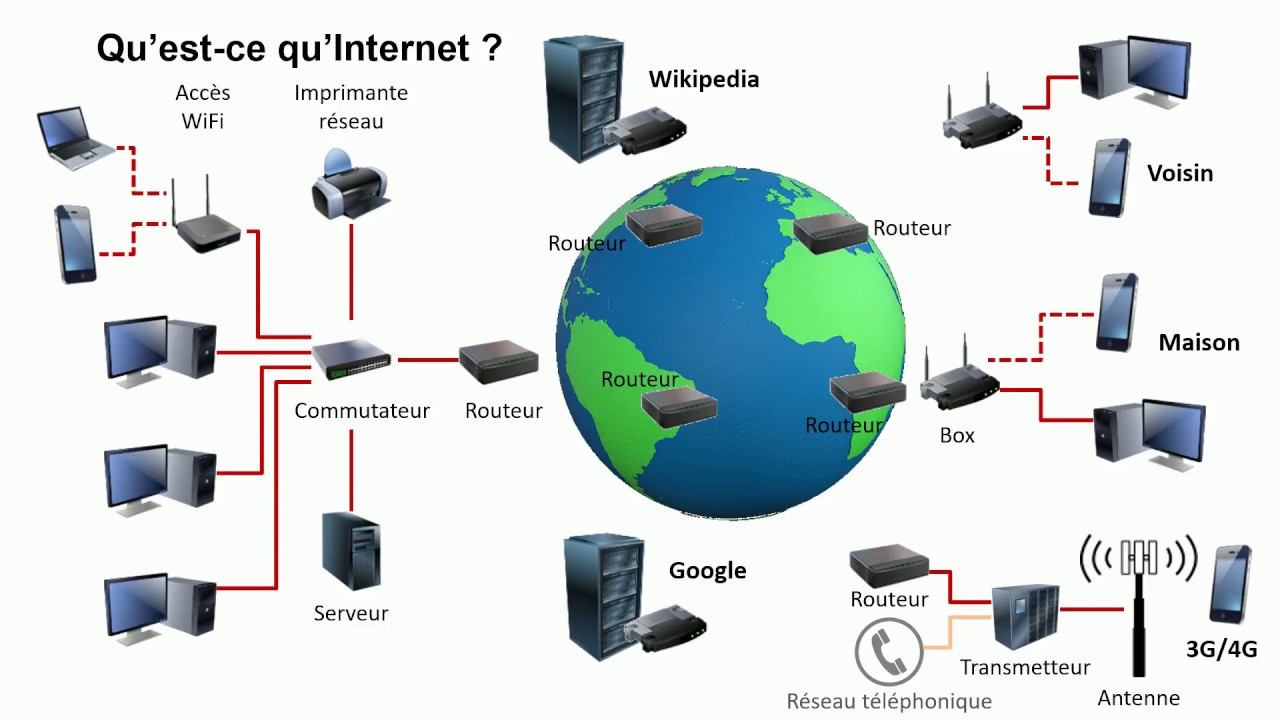 Qu’est-ce qu’Internet ?
Accès
WiFi
Imprimante
réseau
Wikipedia
Voisin
Routeur
Routeur
Maison
Routeur
Routeur
Commutateur
Routeur
Box
Google
Serveur
Routeur
3G/4G
Transmetteur
Réseau téléphonique
Antenne